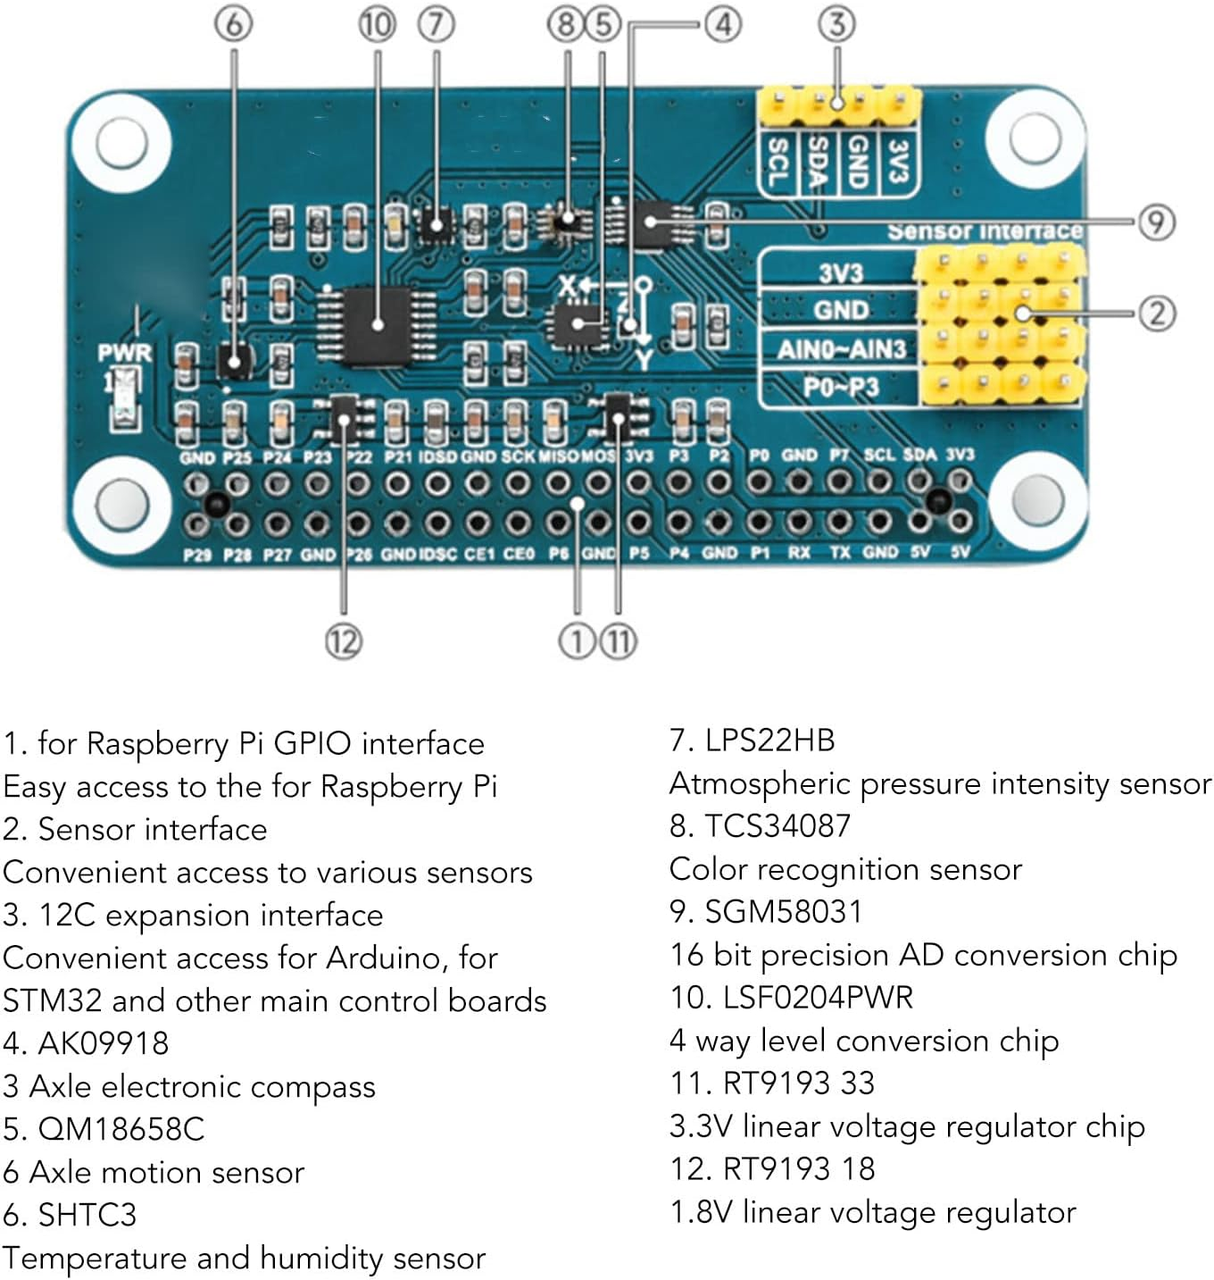 ⑥ ⑩ ⑦ ⑧ ⑤ ④ ③
SCL SDA GND 3V3
⑨
Sensor Interface
3V3
GND
AIN0~AIN3
P0~P3
②
X
Z
Y
PWR
1
GND P25 P24 P23 P22 P21 IDSD GND SCK MISO MOSI 3V3 P3 P2 P0 GND P7 SCL SDA 3V3
P29 P28 P27 GND P26 GND IDSC CE1 CE0 P6 GND P5 P4 GND P1 RX TX GND 5V 5V
⑫ ① ⑪
1. for Raspberry Pi GPIO interface
Easy access to the for Raspberry Pi
2. Sensor interface
Convenient access to various sensors
3. 12C expansion interface
Convenient access for Arduino, for
STM32 and other main control boards
4. AK09918
3 Axle electronic compass
5. QM18658C
6 Axle motion sensor
6. SHTC3
Temperature and humidity sensor
7. LPS22HB
Atmospheric pressure intensity sensor
8. TCS34087
Color recognition sensor
9. SGM58031
16 bit precision AD conversion chip
10. LSF0204PWR
4 way level conversion chip
11. RT9193 33
3.3V linear voltage regulator chip
12. RT9193 18
1.8V linear voltage regulator